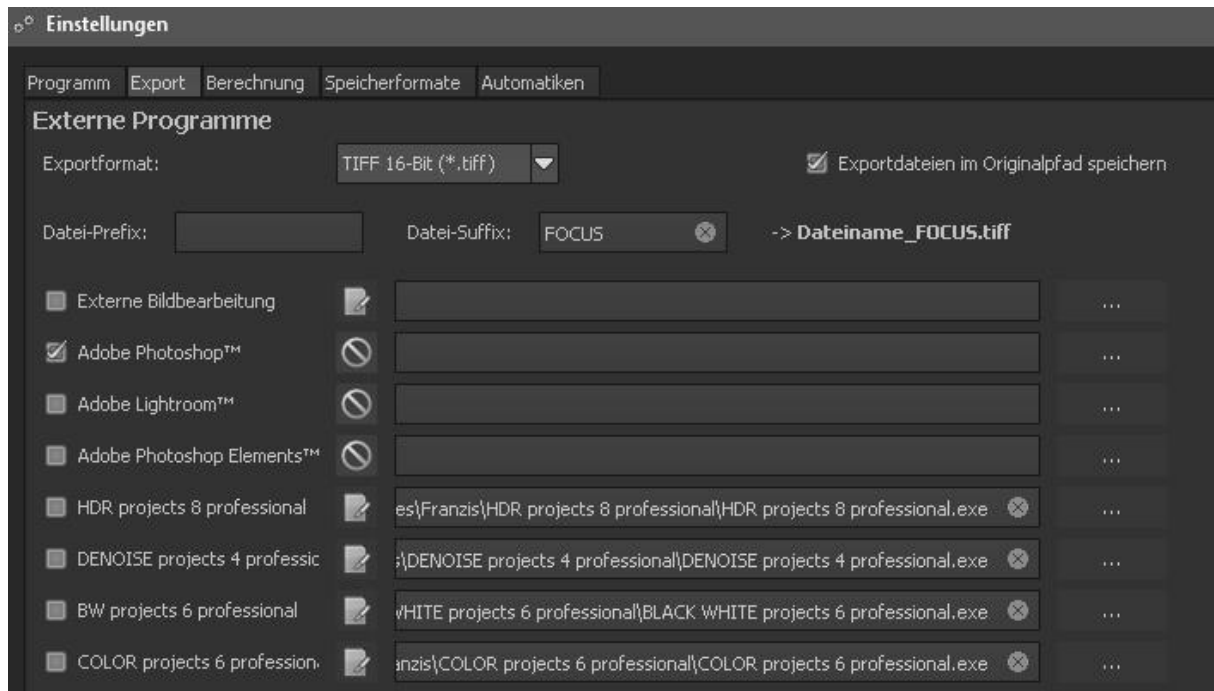 Einstellungen
Programm Export Berechnung Speicherformate Automatiken
Externe Programme
Exportformat: TIFF 16-Bit (*.tiff) Exportdateien im Originalpfad speichern
Datei-Prefix: Datei-Suffix: FOCUS -> Dateiname_FOCUS.tiff
Externe Bildbearbeitung ...
Adobe Photoshop™ ...
Adobe Lightroom™ ...
Adobe Photoshop Elements™ ...
HDR projects 8 professional es\Franzis\HDR projects 8 professional\HDR projects 8 professional.exe ...
DENOISE projects 4 professic s\DENOISE projects 4 professional\DENOISE projects 4 professional.exe ...
BW projects 6 professional WHITE projects 6 professional\BLACK WHITE projects 6 professional.exe ...
COLOR projects 6 profession anzis\COLOR projects 6 professional\COLOR projects 6 professional.exe ...